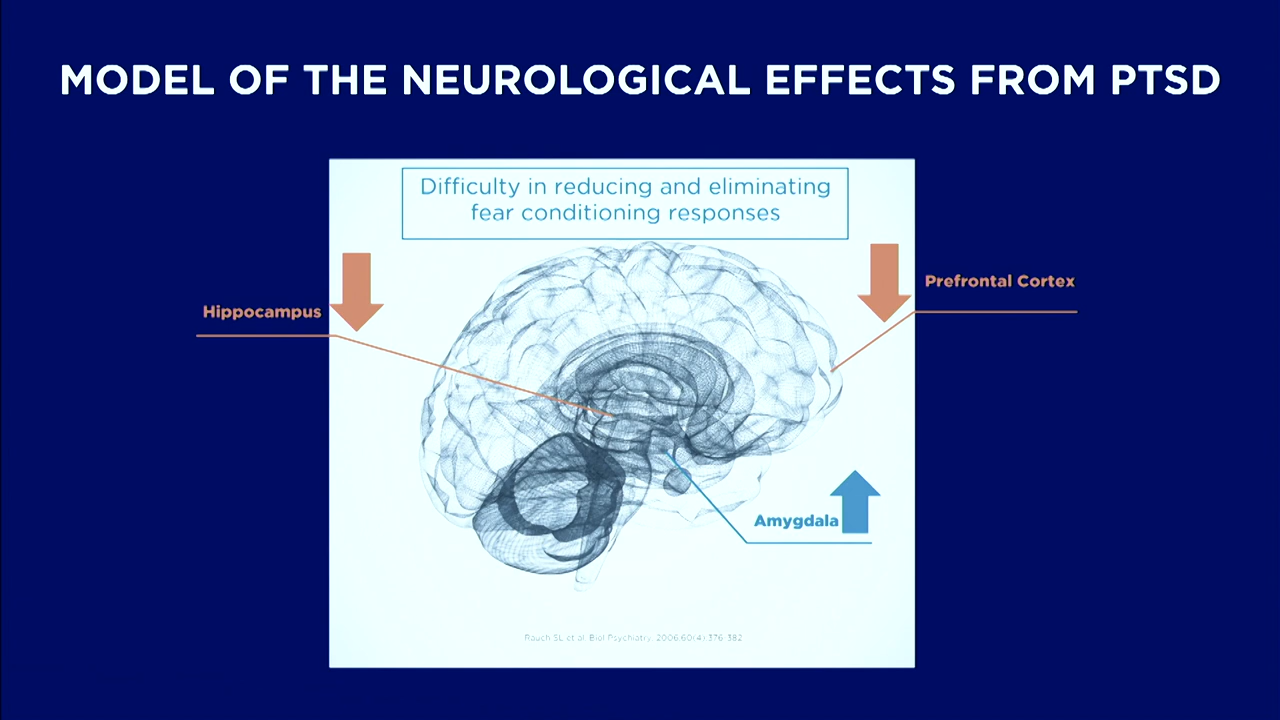 MODEL OF THE NEUROLOGICAL EFFECTS FROM PTSD
Difficulty in reducing and eliminating
fear conditioning responses
Prefrontal Cortex
Hippocampus
Amygdala
Rauch SL et al. Biol Psychiatry. 2006;60(4):376-382